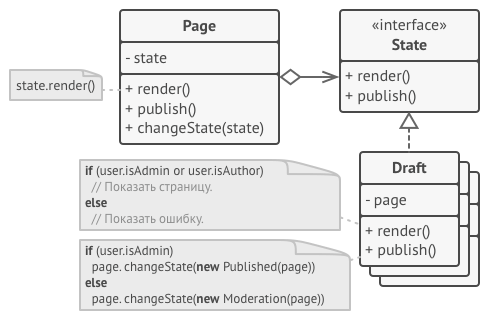 Page
- state
+ render()
+ publish()
+ changeState(state)
«interface»
State
+ render()
+ publish()
state.render()
Draft
- page
+ render()
+ publish()
if (user.isAdmin or user.isAuthor)
// Показать страницу.
else
// Показать ошибку.
if (user.isAdmin)
page. changeState(new Published(page))
else
page. changeState(new Moderation(page))